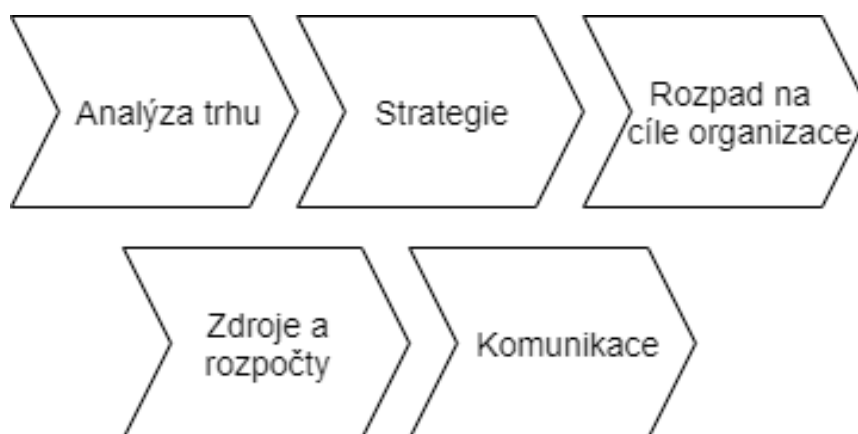 Analýza trhu
Strategie
Rozpad na
cíle organizace
Zdroje a
rozpočty
Komunikace